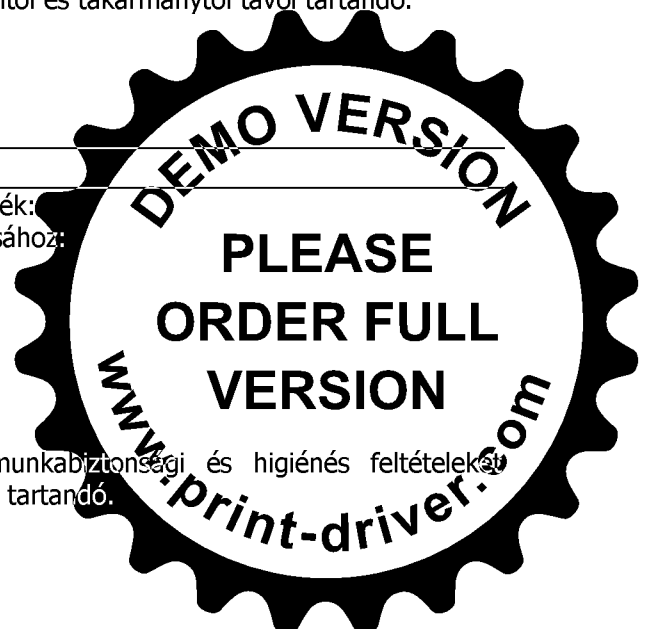 és takarmánytól távol tartandó.
DEMO VERSION
ék:
sához:
PLEASE
ORDER FULL
VERSION
munkabiztonsági és higiénés feltételeket
tartandó.
www.print-driver.com